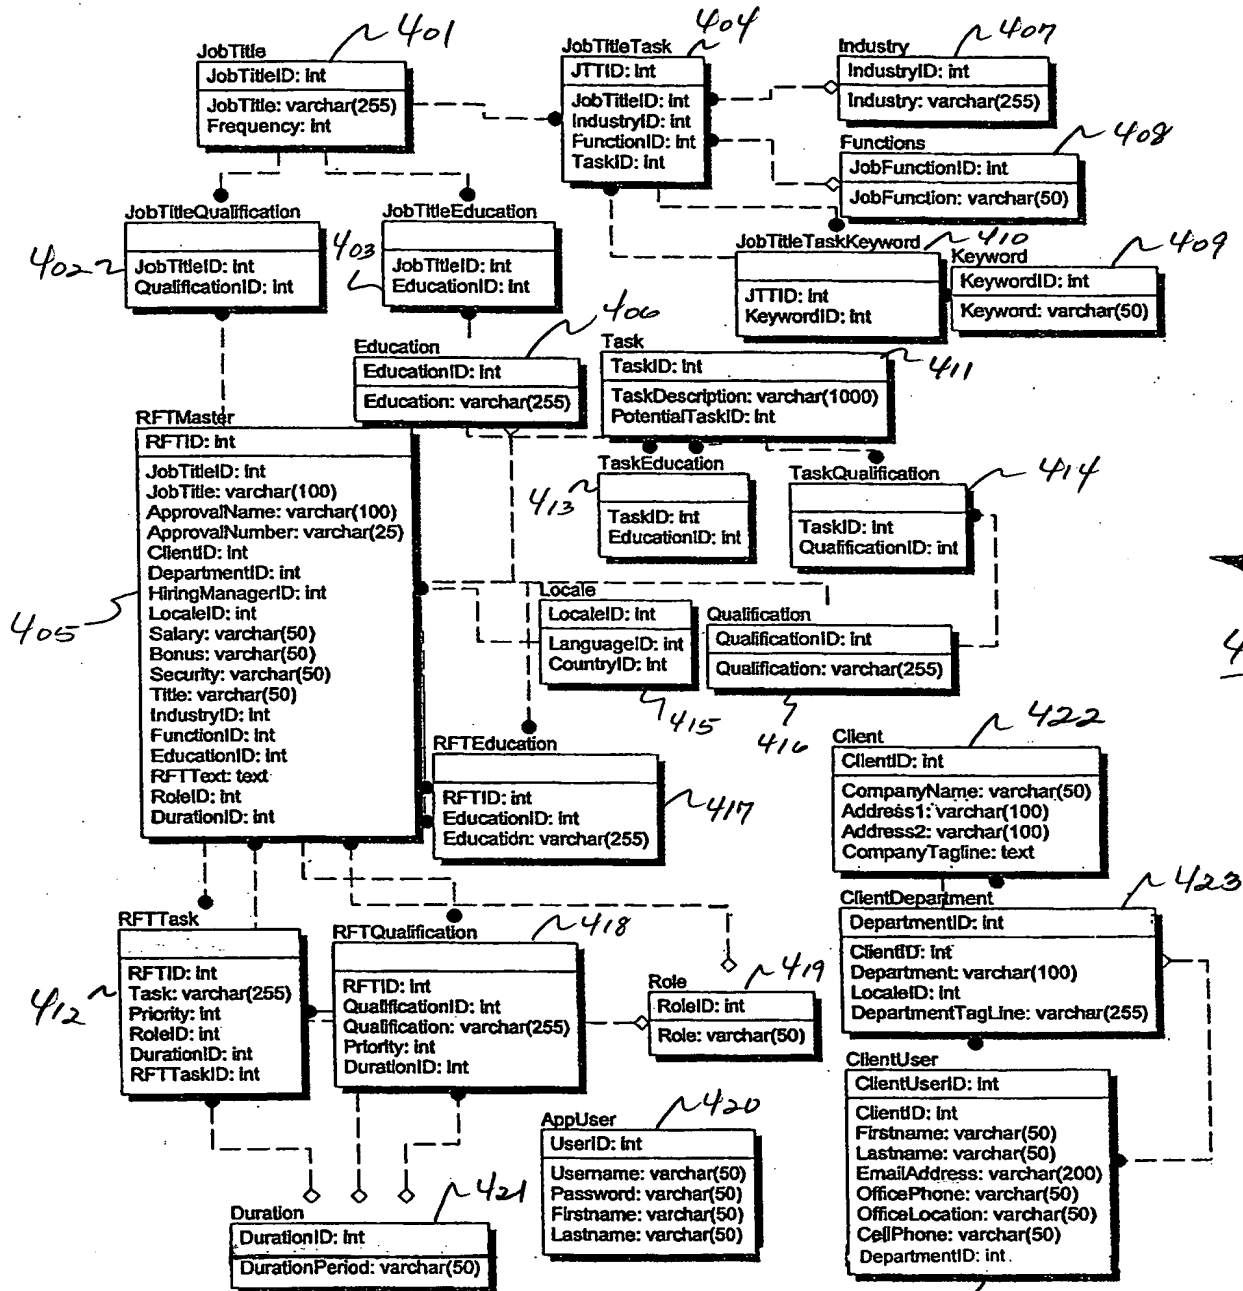 JobTitle
401
JobTitleID: int
JobTitle: varchar(255)
Frequency: int
JobTitleTask
404
JTTID: int
JobTitleID: int
IndustryID: int
FunctionID: int
TaskID: int
Industry
407
IndustryID: int
Industry: varchar(255)
Functions
408
JobFunctionID: int
JobFunction: varchar(50)
JobTitleQualification
402
JobTitleID: int
QualificationID: int
JobTitleEducation
403
JobTitleID: int
EducationID: int
JobTitleTaskKeyword
410
JTTID: int
KeywordID: int
Keyword
409
KeywordID: int
Keyword: varchar(50)
Education
406
EducationID: int
Education: varchar(255)
Task
411
TaskID: int
TaskDescription: varchar(1000)
PotentialTaskID: int
RFTMaster
405
RFTID: int
JobTitleID: int
JobTitle: varchar(100)
ApprovalName: varchar(100)
ApprovalNumber: varchar(25)
ClientID: int
DepartmentID: int
HiringManagerID: int
LocaleID: int
Salary: varchar(50)
Bonus: varchar(50)
Security: varchar(50)
Title: varchar(50)
IndustryID: int
FunctionID: int
EducationID: int
RFTText: text
RoleID: int
DurationID: int
TaskEducation
413
TaskID: int
EducationID: int
TaskQualification
414
TaskID: int
QualificationID: int
Locale
LocaleID: int
LanguageID: int
CountryID: int
415
Qualification
QualificationID: int
Qualification: varchar(255)
416
4
RFTEducation
417
RFTID: int
EducationID: int
Education: varchar(255)
Client
422
ClientID: int
CompanyName: varchar(50)
Address1: varchar(100)
Address2: varchar(100)
CompanyTagline: text
ClientDepartment
423
DepartmentID: int
ClientID: int
Department: varchar(100)
LocaleID: int
DepartmentTagLine: varchar(255)
RFTTask
412
RFTID: int
Task: varchar(255)
Priority: int
RoleID: int
DurationID: int
RFTTaskID: int
RFTQualification
418
RFTID: int
QualificationID: int
Qualification: varchar(255)
Priority: int
DurationID: int
Role
419
RoleID: int
Role: varchar(50)
ClientUser
ClientUserID: int
ClientID: int
Firstname: varchar(50)
Lastname: varchar(50)
EmailAddress: varchar(200)
OfficePhone: varchar(50)
OfficeLocation: varchar(50)
CellPhone: varchar(50)
DepartmentID: int
AppUser
420
UserID: int
Username: varchar(50)
Password: varchar(50)
Firstname: varchar(50)
Lastname: varchar(50)
Duration
421
DurationID: int
DurationPeriod: varchar(50)